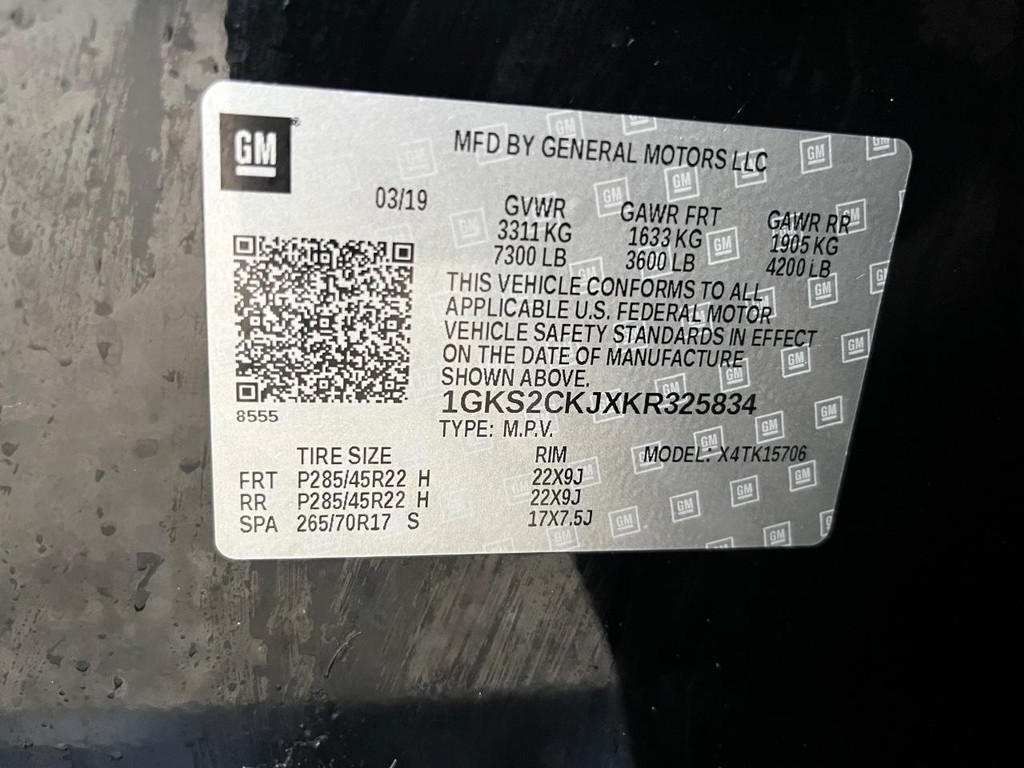 GM
MFD BY GENERAL MOTORS LLC
03/19
GVWR GAWR FRT GAWR RR
3311 KG 1633 KG 1905 KG
7300 LB 3600 LB 4200 LB
THIS VEHICLE CONFORMS TO ALL
APPLICABLE U.S. FEDERAL MOTOR
VEHICLE SAFETY STANDARDS IN EFFECT
ON THE DATE OF MANUFACTURE
SHOWN ABOVE.
8555
1GKS2CKJXKR325834
TYPE: M.P.V.
TIRE SIZE RIM MODEL: X4TK15706
FRT P285/45R22 H 22X9J
RR P285/45R22 H 22X9J
SPA 265/70R17 S 17X7.5J